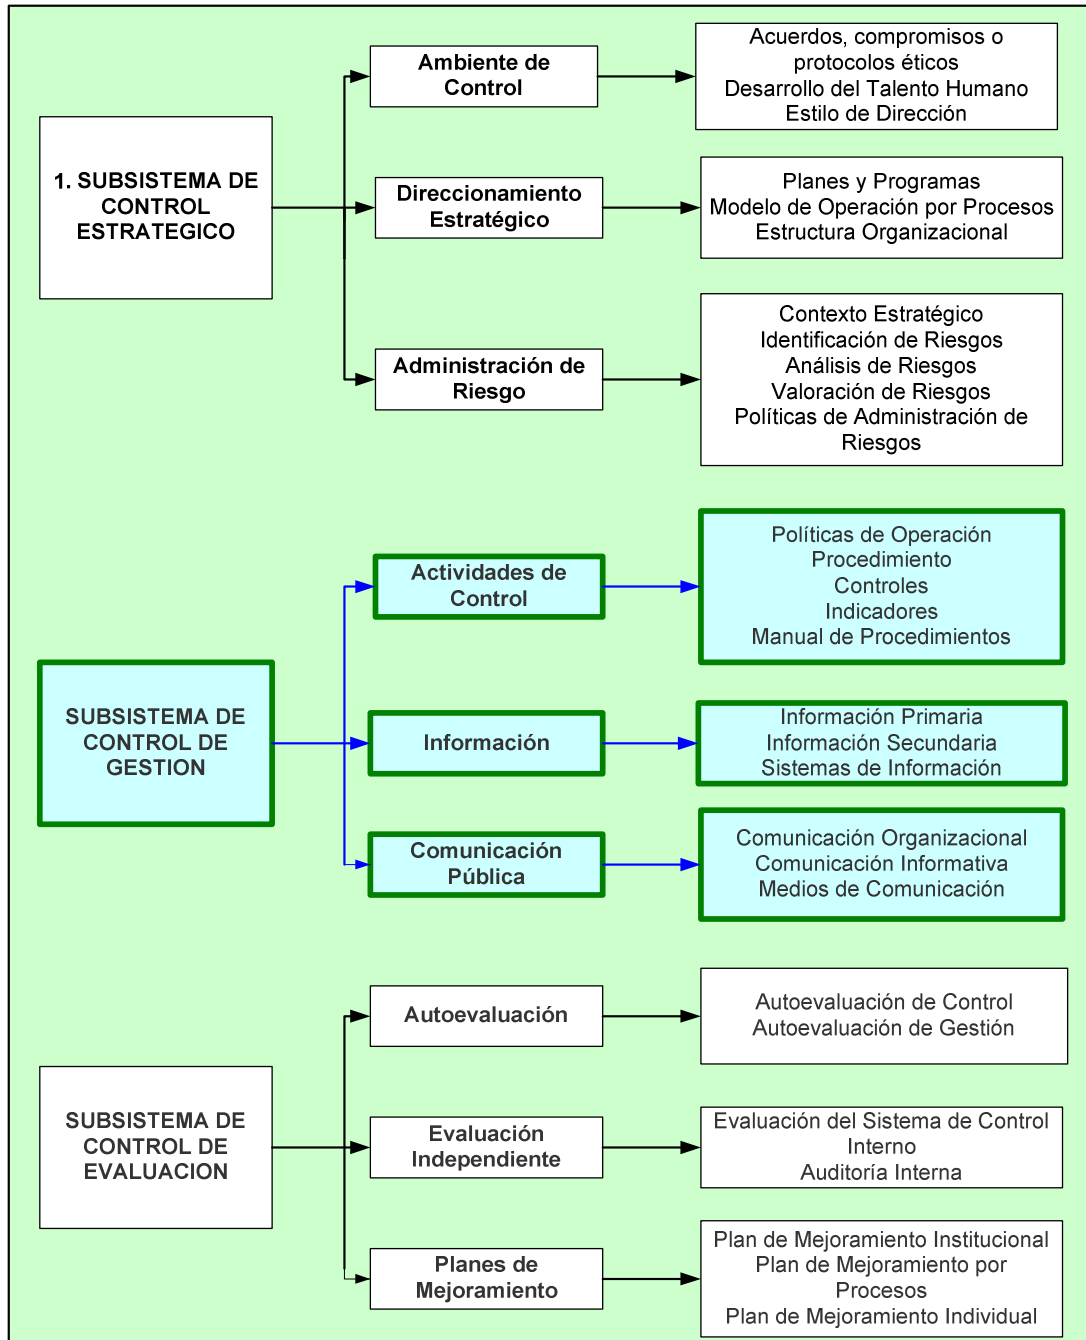 1. SUBSISTEMA DE
CONTROL
ESTRATEGICO
Ambiente de
Control
Acuerdos, compromisos o
protocolos éticos
Desarrollo del Talento Humano
Estilo de Dirección
Direccionamiento
Estratégico
Planes y Programas
Modelo de Operación por Procesos
Estructura Organizacional
Administración de
Riesgo
Contexto Estratégico
Identificación de Riesgos
Análisis de Riesgos
Valoración de Riesgos
Políticas de Administración de
Riesgos
SUBSISTEMA DE
CONTROL DE
GESTION
Actividades de
Control
Políticas de Operación
Procedimiento
Controles
Indicadores
Manual de Procedimientos
Información
Información Primaria
Información Secundaria
Sistemas de Información
Comunicación
Pública
Comunicación Organizacional
Comunicación Informativa
Medios de Comunicación
SUBSISTEMA DE
CONTROL DE
EVALUACION
Autoevaluación
Autoevaluación de Control
Autoevaluación de Gestión
Evaluación
Independiente
Evaluación del Sistema de Control
Interno
Auditoría Interna
Planes de
Mejoramiento
Plan de Mejoramiento Institucional
Plan de Mejoramiento por
Procesos
Plan de Mejoramiento Individual